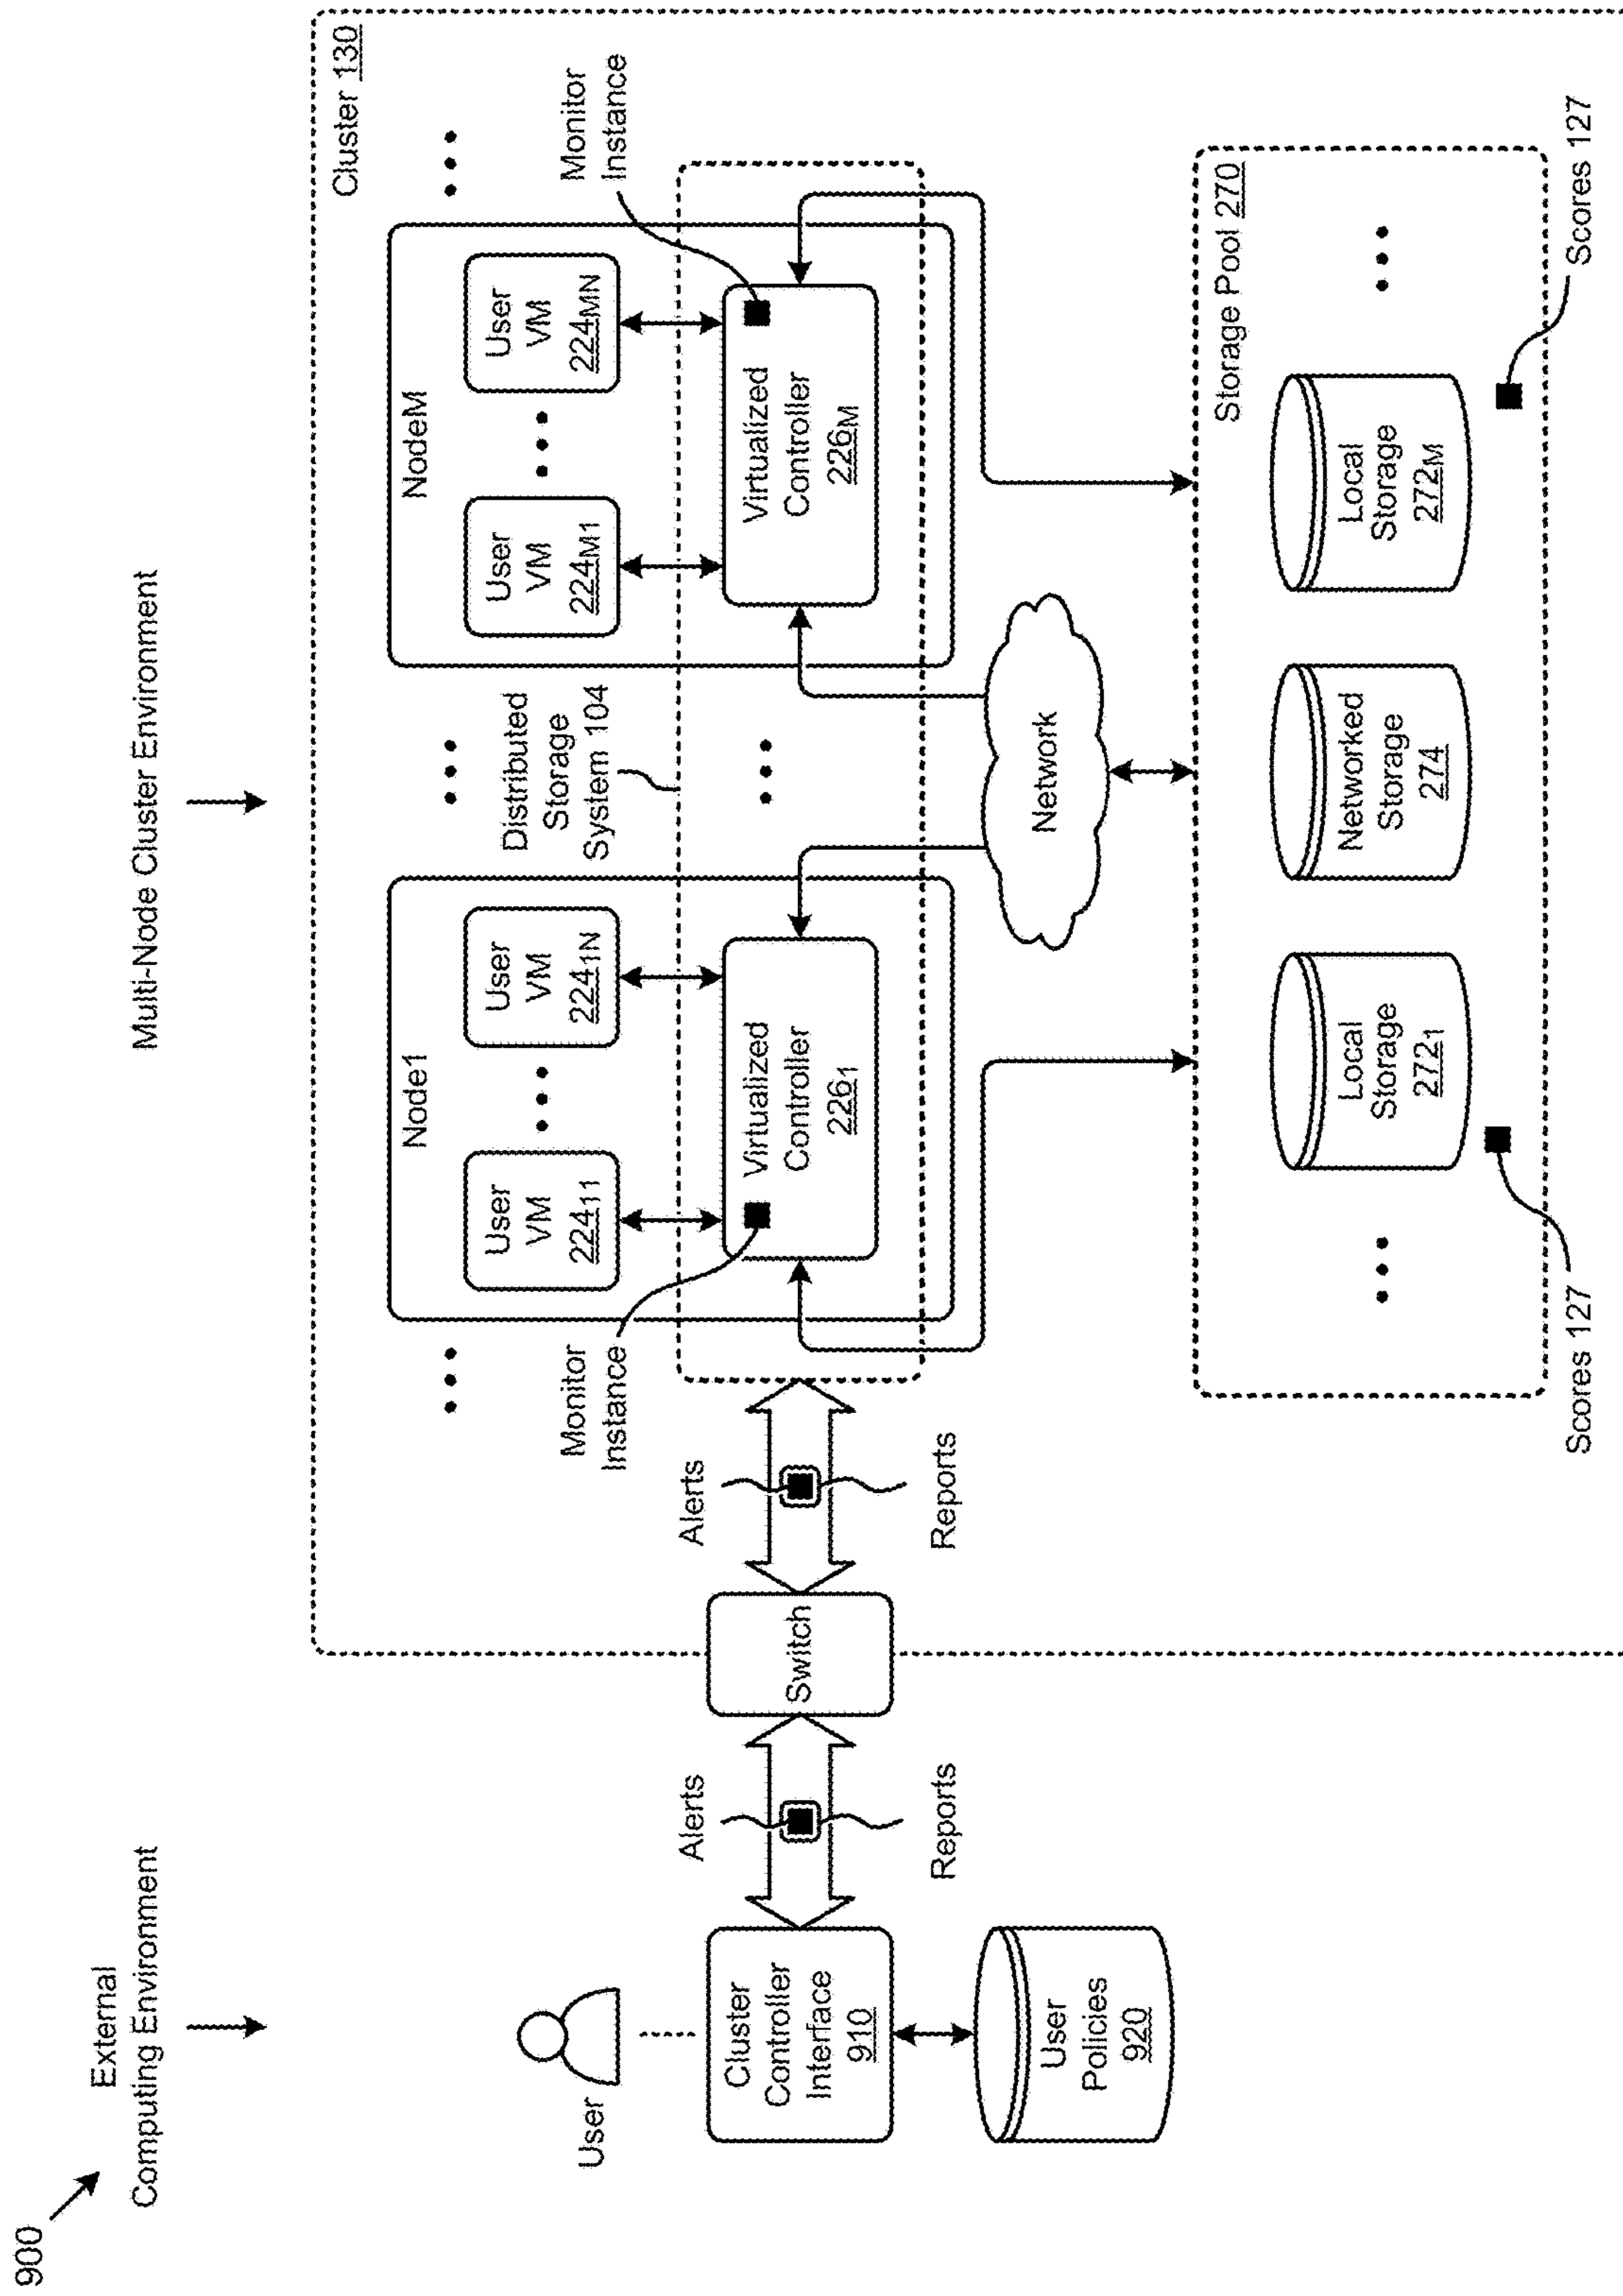 900
External
Computing Environment
Multi-Node Cluster Environment
User
Cluster
Controller
Interface
910
User
Policies
920
Alerts
Reports
Switch
Alerts
Reports
Cluster 130
Monitor
Instance
Node1
User
VM
224₁₁
User
VM
224₁N
Virtualized
Controller
226₁
Distributed
Storage
System 104
NodeM
User
VM
224M1
User
VM
224MN
Virtualized
Controller
226M
Monitor
Instance
Network
Storage Pool 270
Local
Storage
272₁
Networked
Storage
274
Local
Storage
272M
Scores 127
Scores 127